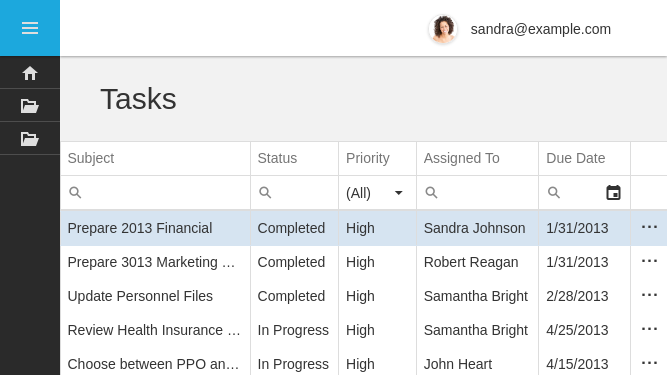 sandra@example.com
Tasks
Subject Status Priority Assigned To Due Date
(All)
Prepare 2013 Financial Completed High Sandra Johnson 1/31/2013
Prepare 3013 Marketing ... Completed High Robert Reagan 1/31/2013
Update Personnel Files Completed High Samantha Bright 2/28/2013
Review Health Insurance ... In Progress High Samantha Bright 4/25/2013
Choose between PPO an... In Progress High John Heart 4/15/2013